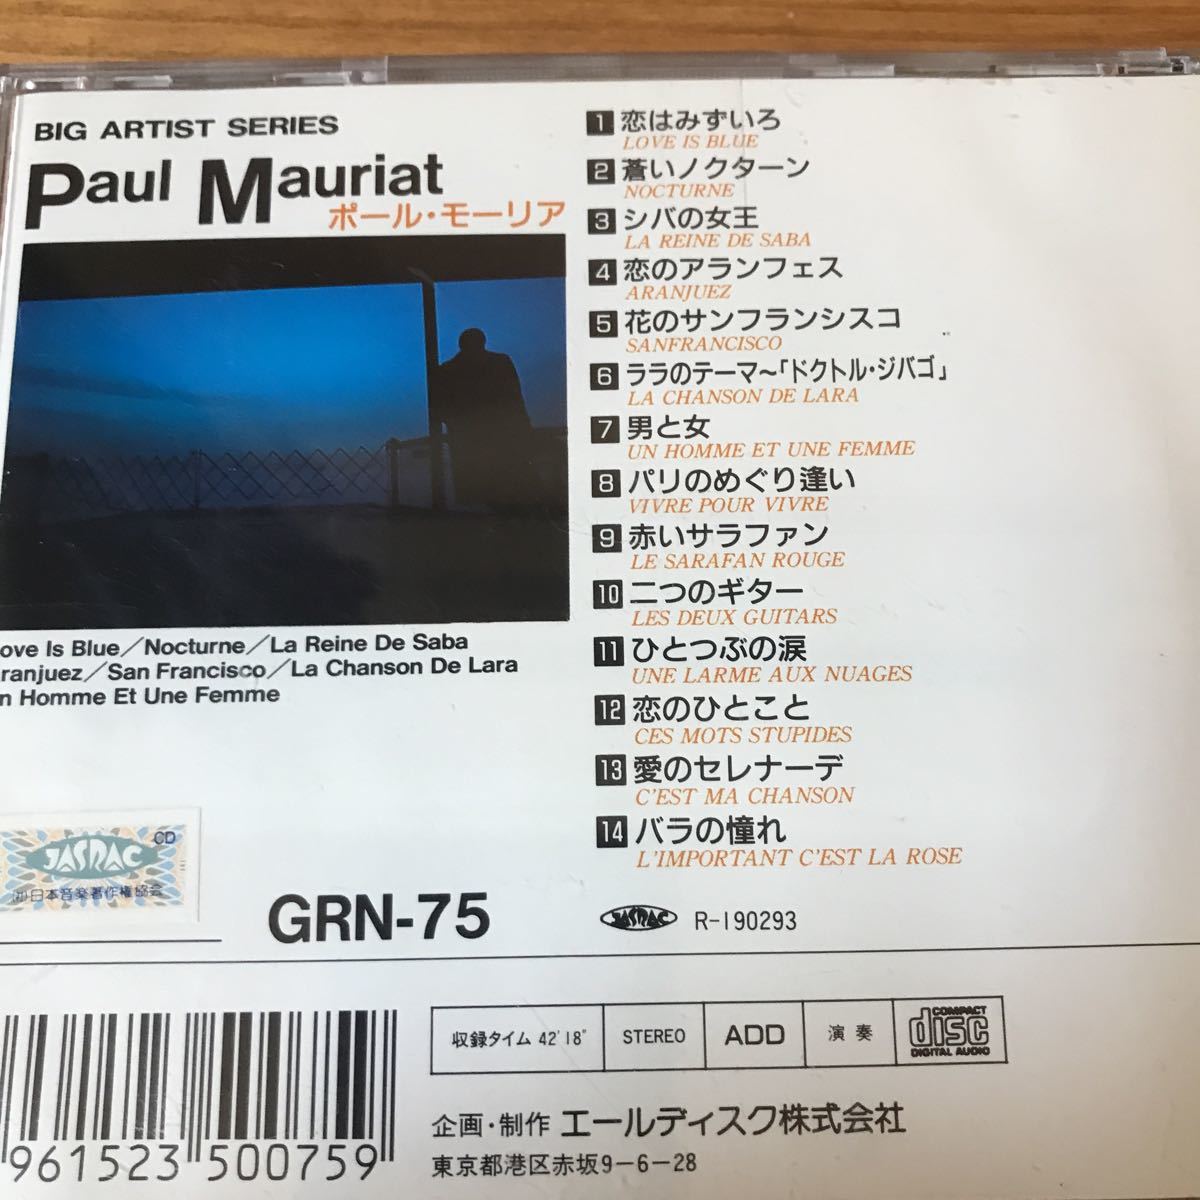 BIG ARTIST SERIES
Paul Mauriat
ポール・モーリア
1 恋はみずいろ
LOVE IS BLUE
2 蒼いノクターン
NOCTURNE
3 シバの女王
LA REINE DE SABA
4 恋のアランフェス
ARANJUEZ
5 花のサンフランシスコ
SANFRANCISCO
6 ララのテーマ〜「ドクトル・ジバゴ」
LA CHANSON DE LARA
7 男と女
UN HOMME ET UNE FEMME
8 パリのめぐり逢い
VIVRE POUR VIVRE
9 赤いサラファン
LE SARAFAN ROUGE
10 二つのギター
LES DEUX GUITARS
11 ひとつぶの涙
UNE LARME AUX NUAGES
12 恋のひとこと
CES MOTS STUPIDES
13 愛のセレナーデ
C'EST MA CHANSON
14 バラの憧れ
L'IMPORTANT C'EST LA ROSE
ove Is Blue／Nocturne／La Reine De Saba
ranjuez／San Francisco／La Chanson De Lara
n Homme Et Une Femme
CD
JASRAC
(社)日本音楽著作権協会
GRN-75
JASRAC R-190293
収録タイム 42'18" STEREO ADD 演奏 COMPACT disc DIGITAL AUDIO
961523 500759
企画・制作 エールディスク株式会社
東京都港区赤坂9-6-28